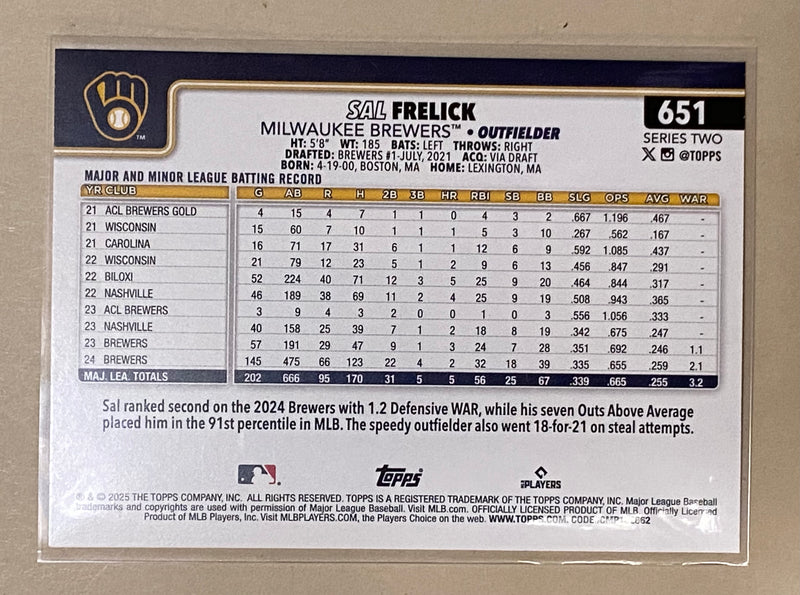 TM
SAL FRELICK
MILWAUKEE BREWERS™ • OUTFIELDER
HT: 5'8" WT: 185 BATS: LEFT THROWS: RIGHT
DRAFTED: BREWERS #1-JULY, 2021 ACQ: VIA DRAFT
BORN: 4-19-00, BOSTON, MA HOME: LEXINGTON, MA
651
SERIES TWO
@TOPPS
MAJOR AND MINOR LEAGUE BATTING RECORD
YR CLUB G AB R H 2B 3B HR RBI SB BB SLG OPS AVG WAR
21 ACL BREWERS GOLD 4 15 4 7 1 1 0 4 3 2 .667 1.196 .467 -
21 WISCONSIN 15 60 7 10 1 1 1 5 3 10 .267 .562 .167 -
21 CAROLINA 16 71 17 31 6 1 1 12 6 9 .592 1.085 .437 -
22 WISCONSIN 21 79 12 23 5 1 2 9 6 13 .456 .847 .291 -
22 BILOXI 52 224 40 71 12 3 5 25 9 20 .464 .844 .317 -
22 NASHVILLE 46 189 38 69 11 2 4 25 9 19 .508 .943 .365 -
23 ACL BREWERS 3 9 4 3 2 0 0 1 0 3 .556 1.056 .333 -
23 NASHVILLE 40 158 25 39 7 1 2 18 8 19 .342 .675 .247 -
23 BREWERS 57 191 29 47 9 1 3 24 7 28 .351 .692 .246 1.1
24 BREWERS 145 475 66 123 22 4 2 32 18 39 .335 .655 .259 2.1
MAJ. LEA. TOTALS 202 666 95 170 31 5 5 56 25 67 .339 .665 .255 3.2
Sal ranked second on the 2024 Brewers with 1.2 Defensive WAR, while his seven Outs Above Average
placed him in the 91st percentile in MLB. The speedy outfielder also went 18-for-21 on steal attempts.
Topps
PLAYERS
® & © 2025 THE TOPPS COMPANY, INC. ALL RIGHTS RESERVED. TOPPS IS A REGISTERED TRADEMARK OF THE TOPPS COMPANY, INC. Major League Baseball
trademarks and copyrights are used with permission of Major League Baseball. Visit MLB.com. OFFICIALLY LICENSED PRODUCT OF MLB. Officially Licensed
Product of MLB Players, Inc. Visit MLBPLAYERS.COM, the Players Choice on the web. WWW.TOPPS.COM. CODE